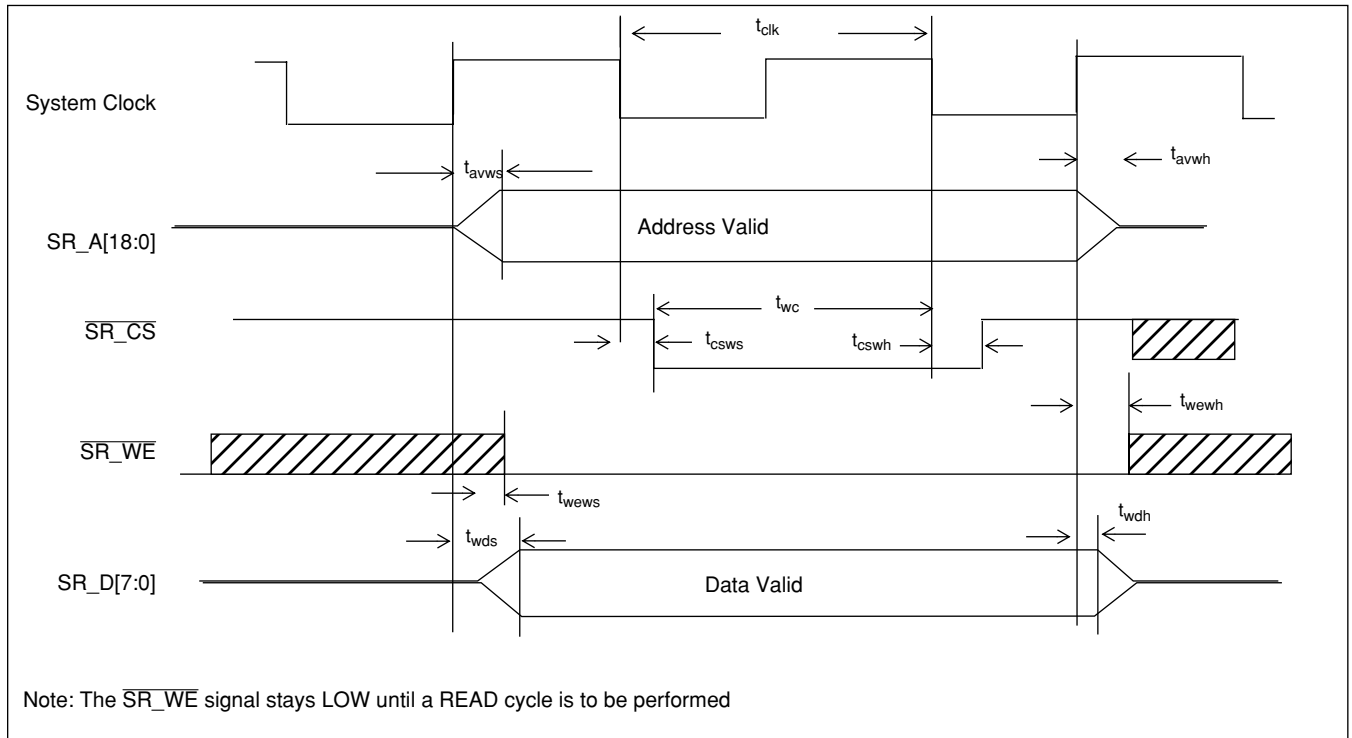 t_clk
System Clock
t_avws
t_avwh
SR_A[18:0]
Address Valid
t_wc
SR_CS
t_csws
t_cswh
t_wewh
SR_WE
t_wews
t_wds
t_wdh
SR_D[7:0]
Data Valid
Note: The SR_WE signal stays LOW until a READ cycle is to be performed